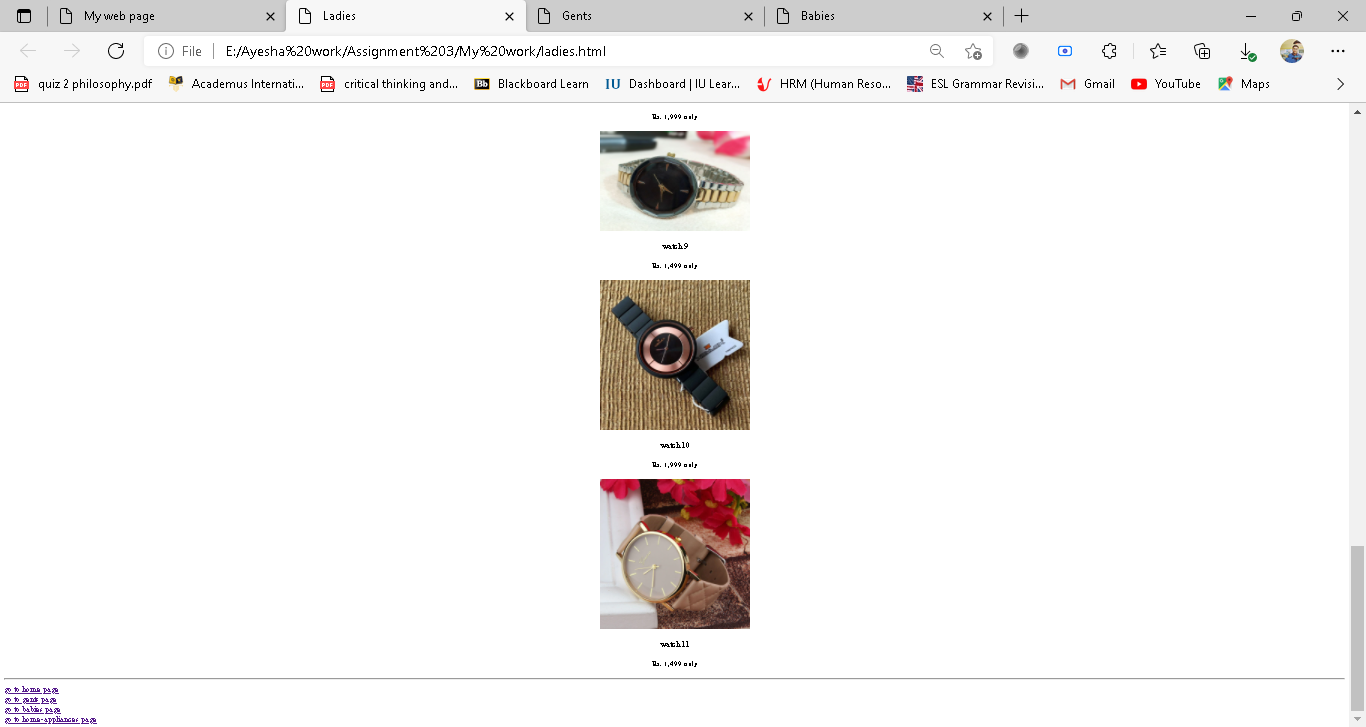 My web page
Ladies
Gents
Babies
File
E:/Ayesha%20work/Assignment%203/My%20work/ladies.html
quiz 2 philosophy.pdf
Academus Internati...
critical thinking and...
Bb Blackboard Learn
IU Dashboard | IU Lear...
HRM (Human Reso...
ESL Grammar Revisi...
Gmail
YouTube
Maps
Rs. 1,999 only
watch9
Rs. 1,499 only
watch10
Rs. 1,999 only
watch11
Rs. 1,499 only
go to home page
go to gents page
go to babies page
go to home-appliances page